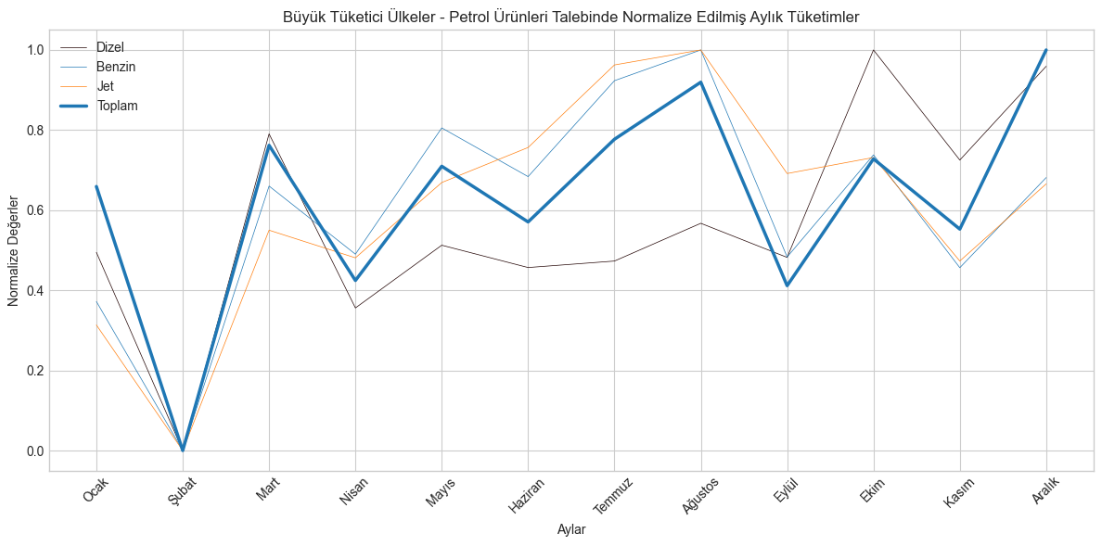 Büyük Tüketici Ülkeler - Petrol Ürünleri Talebinde Normalize Edilmiş Aylık Tüketimler
Dizel
Benzin
Jet
Toplam
Normalize Değerler
1.0
0.8
0.6
0.4
0.2
0.0
Ocak
Şubat
Mart
Nisan
Mayıs
Haziran
Temmuz
Ağustos
Eylül
Ekim
Kasım
Aralık
Aylar